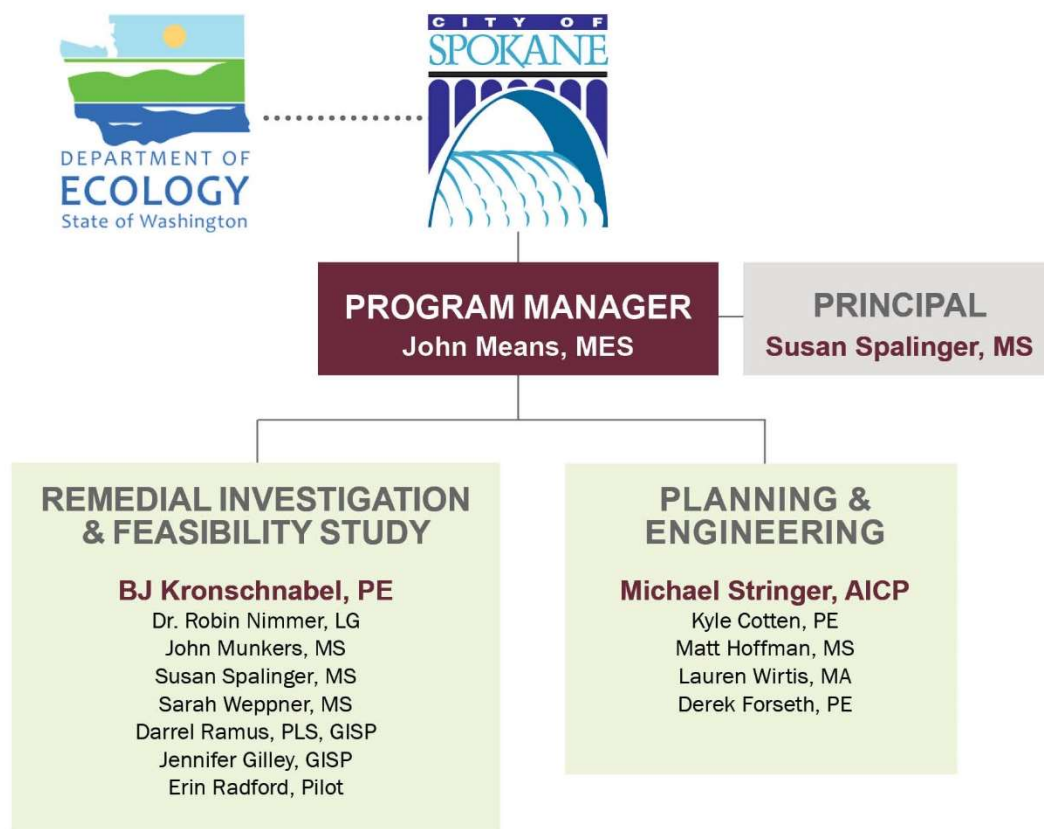 DEPARTMENT OF
ECOLOGY
State of Washington
CITY OF
SPOKANE
PROGRAM MANAGER
John Means, MES
PRINCIPAL
Susan Spalinger, MS
REMEDIAL INVESTIGATION
& FEASIBILITY STUDY
BJ Kronschnabel, PE
Dr. Robin Nimmer, LG
John Munkers, MS
Susan Spalinger, MS
Sarah Weppner, MS
Darrel Ramus, PLS, GISP
Jennifer Gilley, GISP
Erin Radford, Pilot
PLANNING &
ENGINEERING
Michael Stringer, AICP
Kyle Cotten, PE
Matt Hoffman, MS
Lauren Wirtis, MA
Derek Forseth, PE